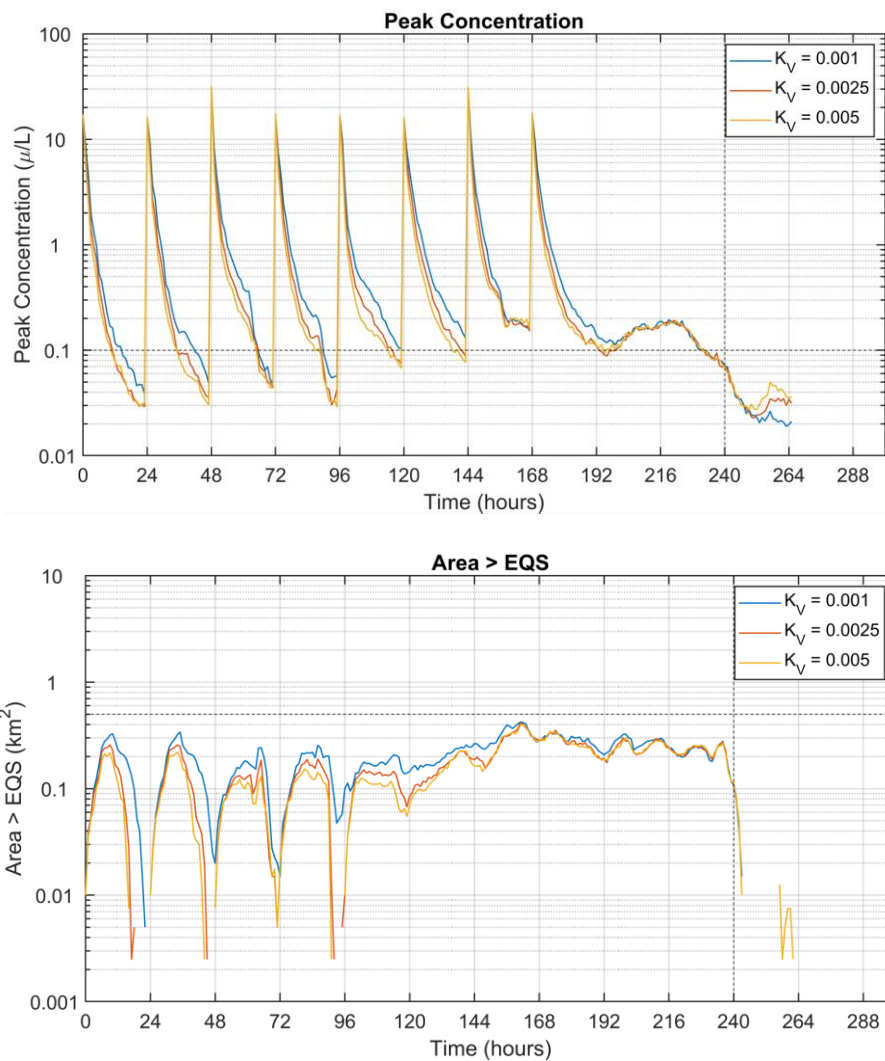 Peak Concentration
Peak Concentration (μ/L)
100
10
1
0.1
0.01
K_V = 0.001
K_V = 0.0025
K_V = 0.005
0 24 48 72 96 120 144 168 192 216 240 264 288
Time (hours)
Area > EQS
Area > EQS (km²)
10
1
0.1
0.01
0.001
K_V = 0.001
K_V = 0.0025
K_V = 0.005
0 24 48 72 96 120 144 168 192 216 240 264 288
Time (hours)